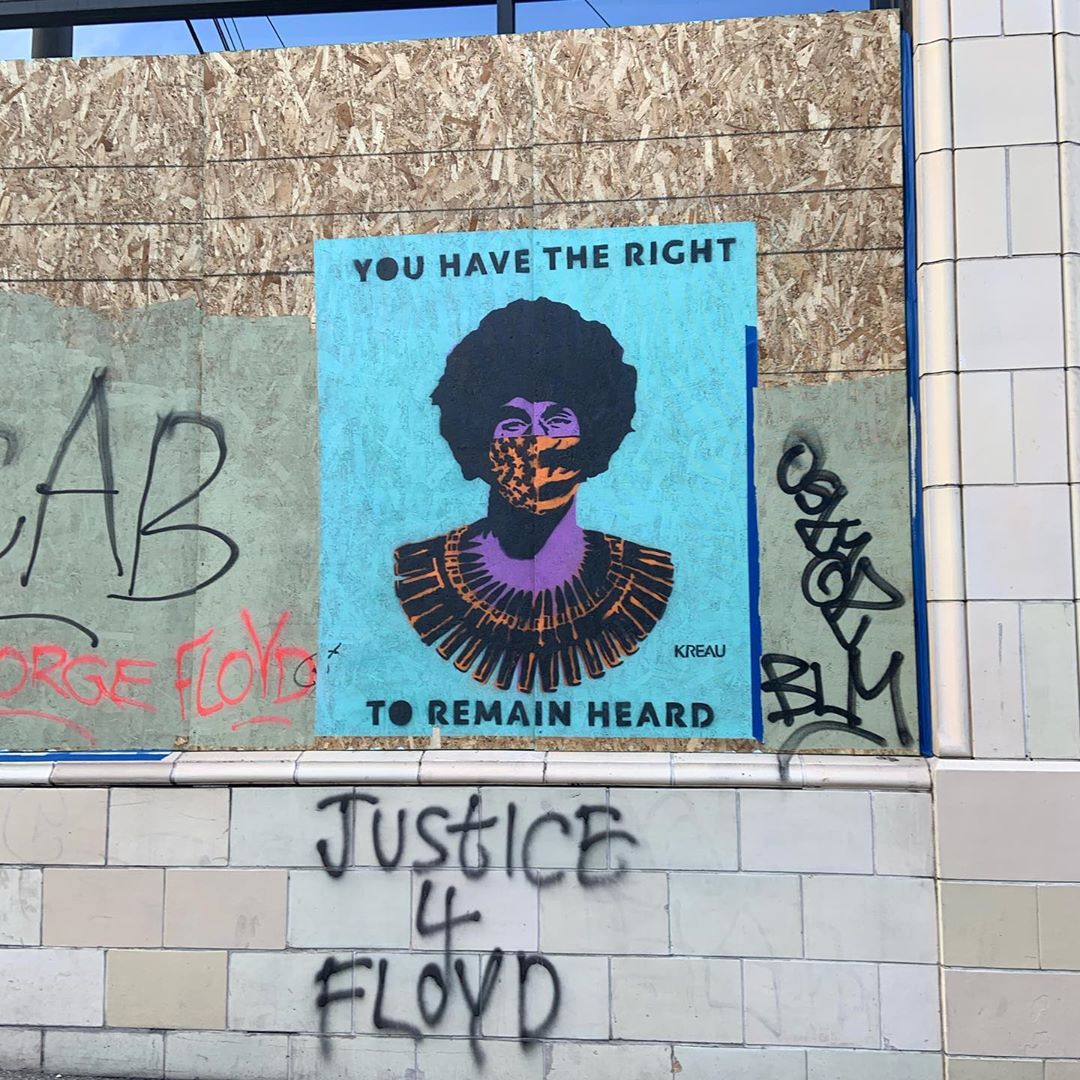 YOU HAVE THE RIGHT
CAB
ORGE FLOYD
KREAU
TO REMAIN HEARD
BLM
JUSTICE
4
FLOYD